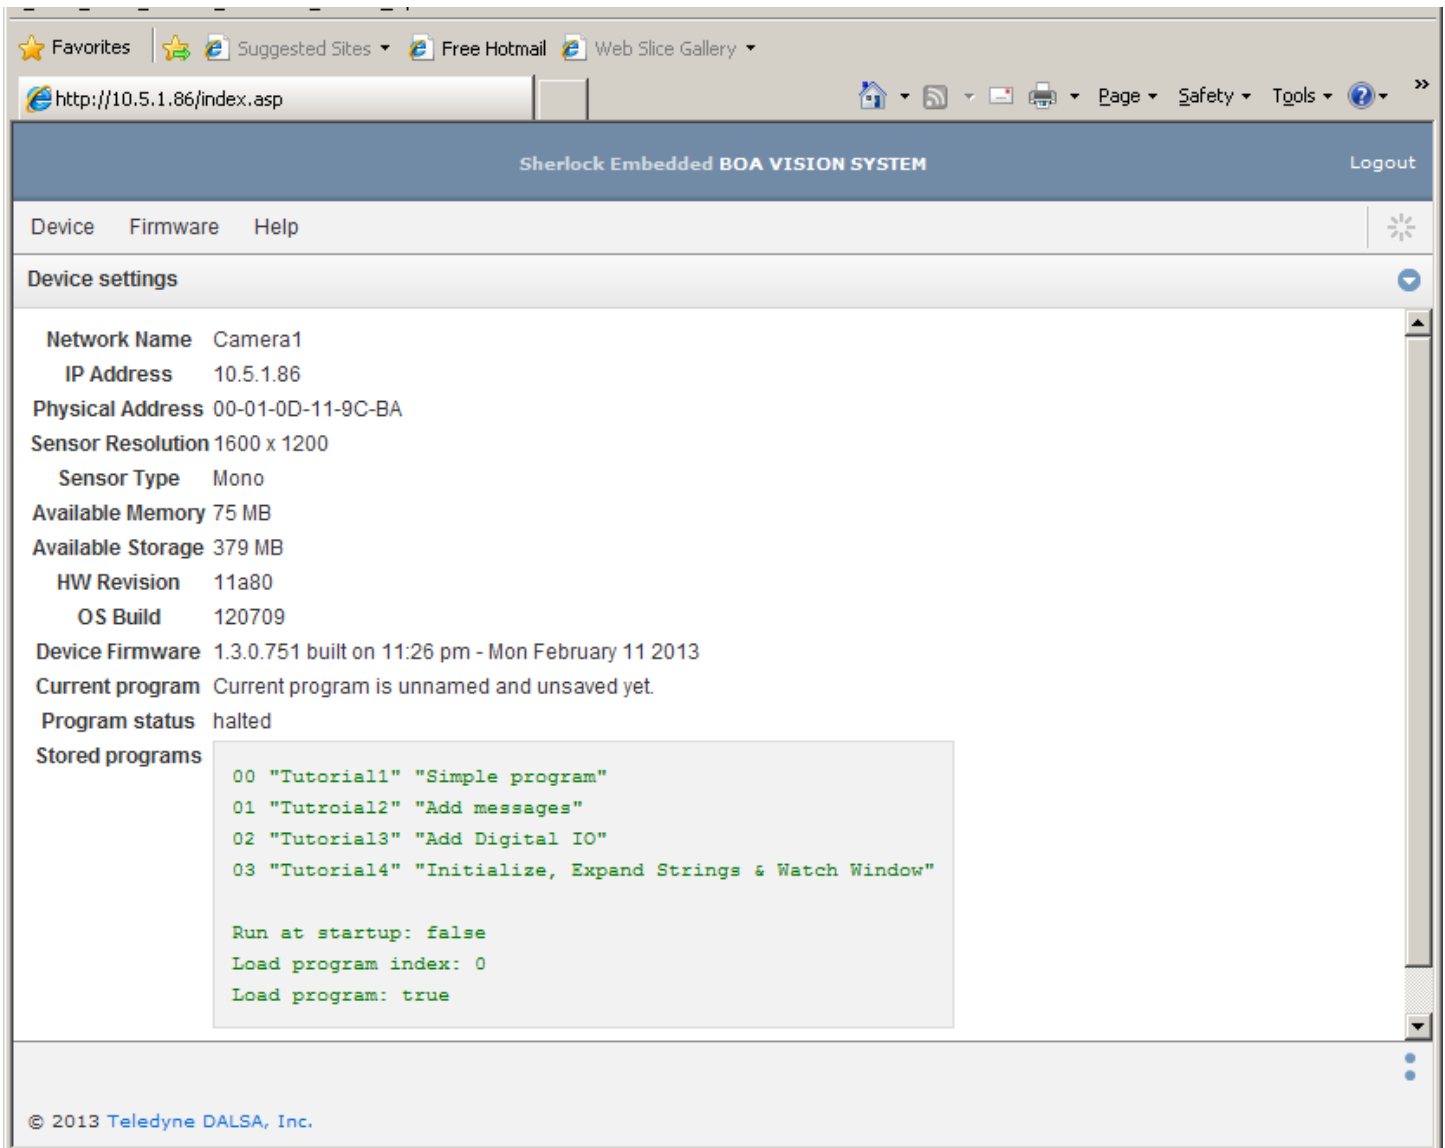 Favorites Suggested Sites Free Hotmail Web Slice Gallery
http://10.5.1.86/index.asp Page Safety Tools »
Sherlock Embedded BOA VISION SYSTEM Logout
Device Firmware Help
Device settings
Network Name Camera1
IP Address 10.5.1.86
Physical Address 00-01-0D-11-9C-BA
Sensor Resolution 1600 x 1200
Sensor Type Mono
Available Memory 75 MB
Available Storage 379 MB
HW Revision 11a80
OS Build 120709
Device Firmware 1.3.0.751 built on 11:26 pm - Mon February 11 2013
Current program Current program is unnamed and unsaved yet.
Program status halted
Stored programs
00 "Tutorial1" "Simple program"
01 "Tutroial2" "Add messages"
02 "Tutorial3" "Add Digital IO"
03 "Tutorial4" "Initialize, Expand Strings & Watch Window"
Run at startup: false
Load program index: 0
Load program: true
© 2013 Teledyne DALSA, Inc.